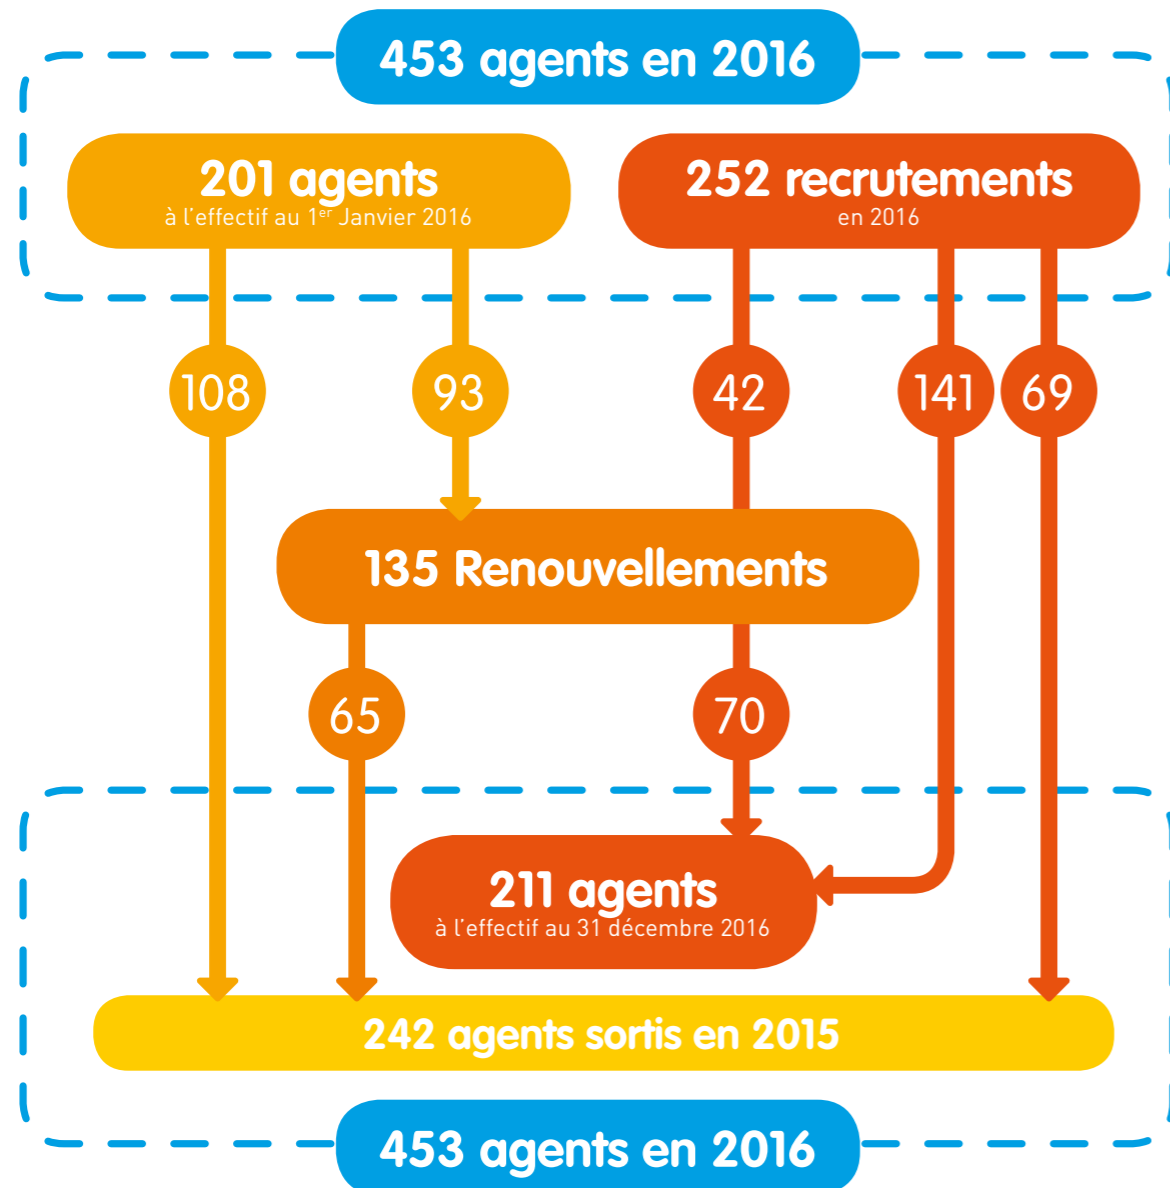 453 agents en 2016
201 agents
à l'effectif au 1er Janvier 2016
252 recrutements
en 2016
108
93
42
141
69
135 Renouvellements
65
70
211 agents
à l'effectif au 31 décembre 2016
242 agents sortis en 2015
453 agents en 2016